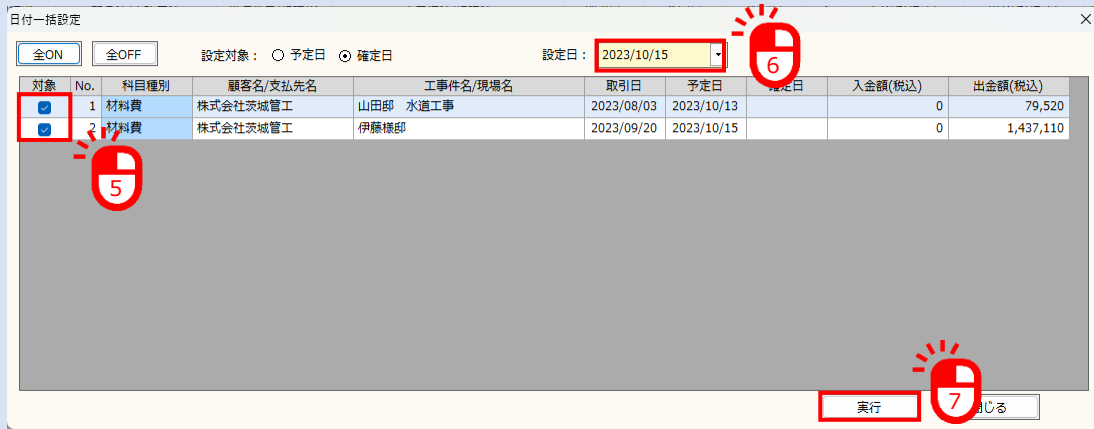 日付一括設定
全ON 全OFF 設定対象： 予定日 確定日 設定日： 2023/10/15
6
対象 No. 科目種別 顧客名/支払先名 工事件名/現場名 取引日 予定日 定日 入金額(税込) 出金額(税込)
1 材料費 株式会社茨城管工 山田邸 水道工事 2023/08/03 2023/10/13 0 79,520
2 材料費 株式会社茨城管工 伊藤様邸 2023/09/20 2023/10/15 0 1,437,110
5
実行 7 じる